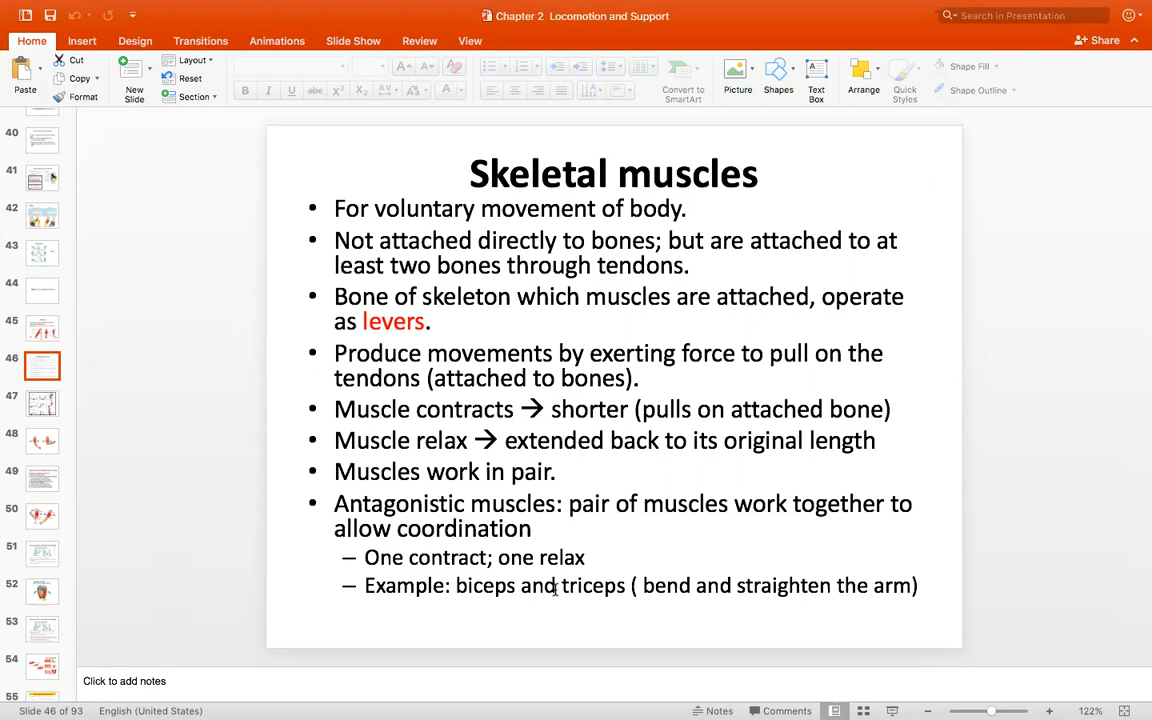 Chapter 2 Locomotion and Support
Search in Presentation
Home Insert Design Transitions Animations Slide Show Review View
Share
Paste
Cut
Copy
Format
New Slide
Layout
Reset
Section
B I U abc X² X₂ AV Aa A
Convert to SmartArt
Picture
Shapes
Text Box
Arrange
Quick Styles
Shape Fill
Shape Outline
40
41
42
43
44
45
46
47
48
49
50
51
52
53
54
55
Skeletal muscles
• For voluntary movement of body.
• Not attached directly to bones; but are attached to at
least two bones through tendons.
• Bone of skeleton which muscles are attached, operate
as levers.
• Produce movements by exerting force to pull on the
tendons (attached to bones).
• Muscle contracts → shorter (pulls on attached bone)
• Muscle relax → extended back to its original length
• Muscles work in pair.
• Antagonistic muscles: pair of muscles work together to
allow coordination
– One contract; one relax
– Example: biceps and triceps ( bend and straighten the arm)
Click to add notes
Slide 46 of 93 English (United States) Notes Comments 122%